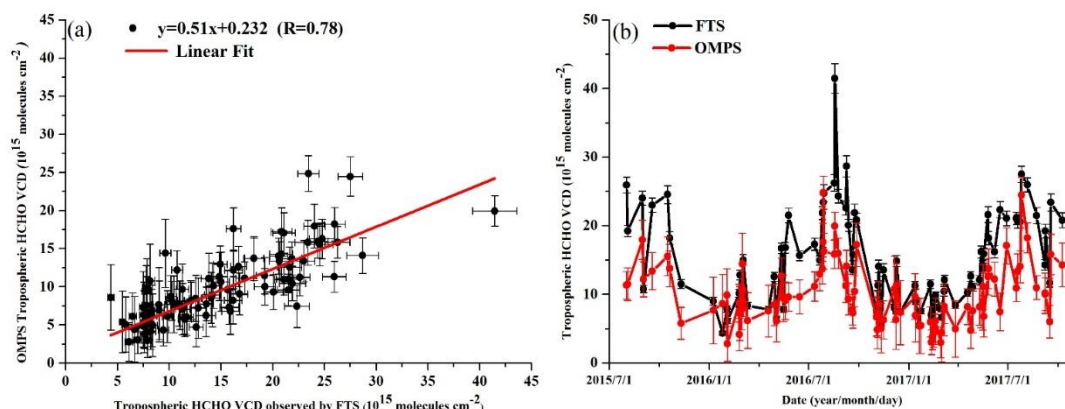 (a)
y=0.51x+0.232 (R=0.78)
Linear Fit
OMPS Tropospheric HCHO VCD (10^15 molecules cm^-2)
45
40
35
30
25
20
15
10
5
0
0 5 10 15 20 25 30 35 40 45
Tropospheric HCHO VCD observed by FTS (10^15 molecules cm^-2)
(b)
FTS
OMPS
Tropospheric HCHO VCD (10^15 molecules cm^-2)
50
40
30
20
10
0
2015/7/1 2016/1/1 2016/7/1 2017/1/1 2017/7/1
Date (year/month/day)